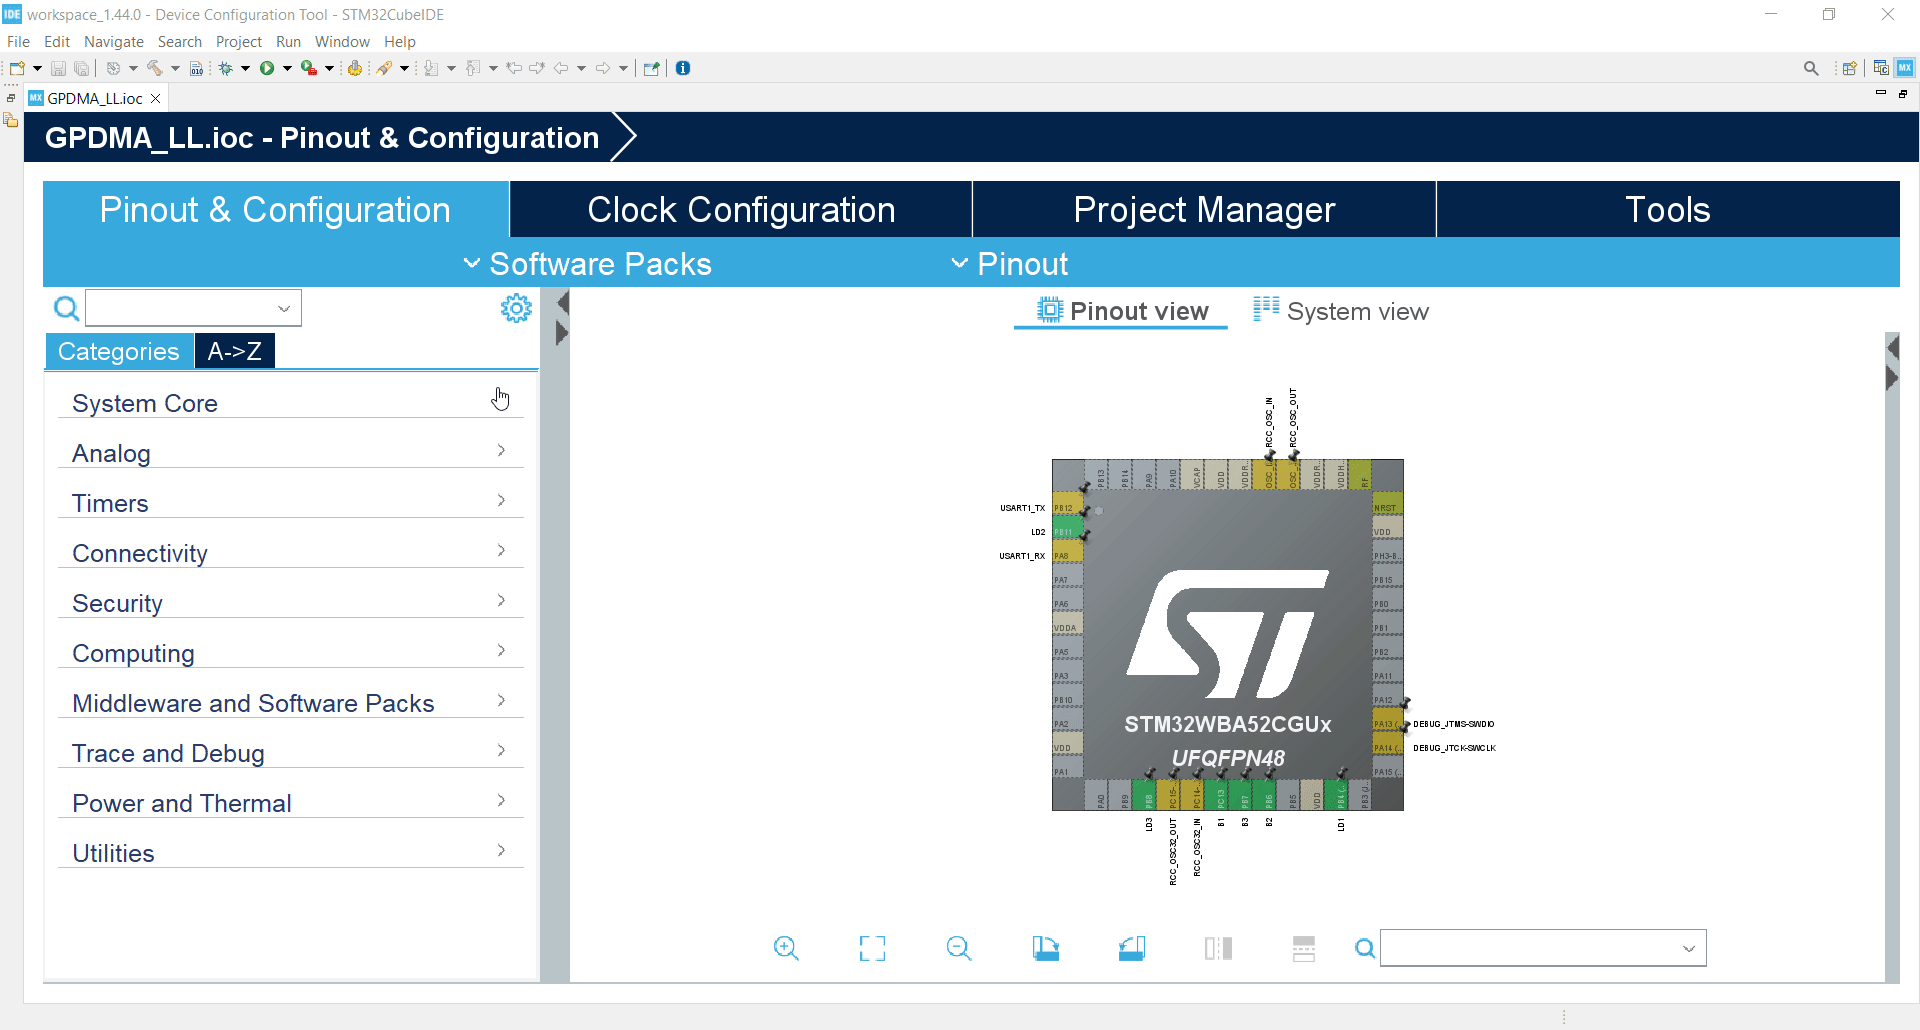 IDE workspace_1.44.0 - Device Configuration Tool - STM32CubeIDE
File Edit Navigate Search Project Run Window Help
MX
MX GPDMA_LL.ioc
GPDMA_LL.ioc - Pinout & Configuration
Pinout & Configuration Clock Configuration Project Manager Tools
Software Packs Pinout
Pinout view System view
Categories A->Z
System Core
Analog
Timers
Connectivity
Security
Computing
Middleware and Software Packs
Trace and Debug
Power and Thermal
Utilities
RCC_OSC_IN
RCC_OSC_OUT
PB13
PB14
PA9
PA10
VCAP
VDD
VDDR...
VDDR...
VDDH...
RF
USART1_TX PB12
LD2 PB11
USART1_RX PA8
PA7
PA6
VDDA
PA5
PA3
PB10
PA2
VDD
PA1
NRST
VDD
PH3-B...
PB15
PB0
PB1
PB2
PA11
PA12
PA13 (... DEBUG_JTMS-SWDIO
PA14 (... DEBUG_JTCK-SWCLK
PA15 (...
ST
STM32WBA52CGUx
UFQFPN48
PA0
PB9
PB8
PC15-...
PC14-...
PC13
PB7
PB6
PB5
VDD
PB4 (...
PB3 (J...
LD3
RCC_OSC32_OUT
RCC_OSC32_IN
B1
B3
B2
LD1